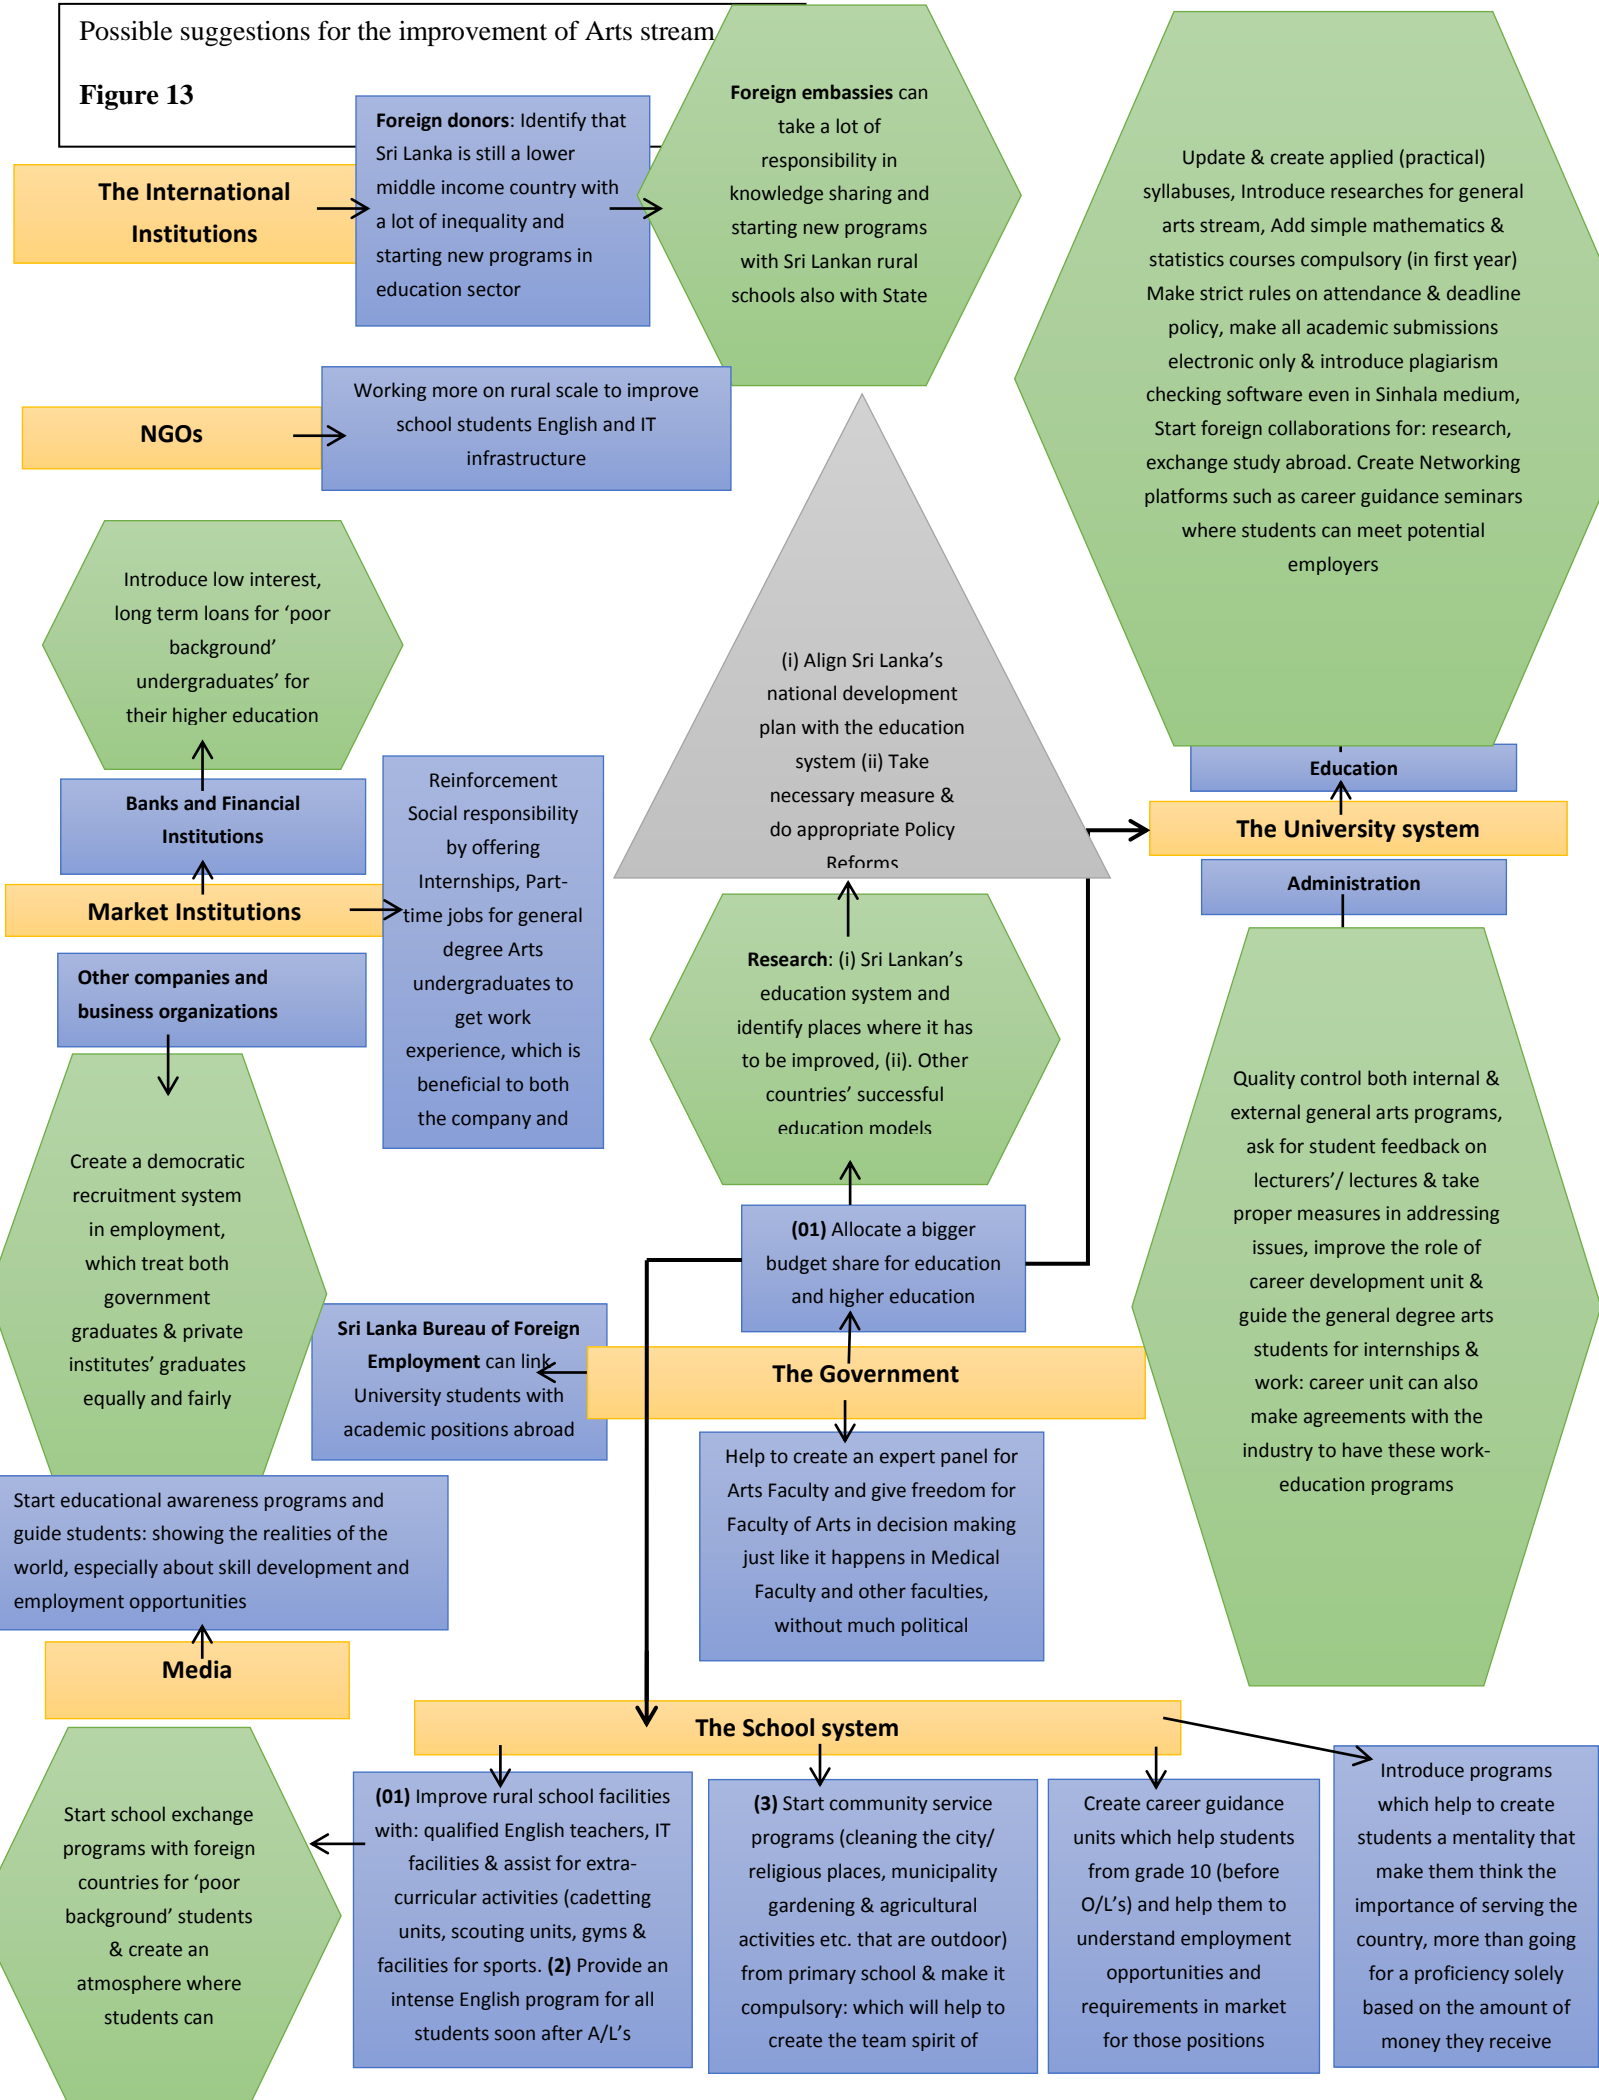 Possible suggestions for the improvement of Arts stream
Figure 13
The International
Institutions
Foreign donors: Identify that
Sri Lanka is still a lower
middle income country with
a lot of inequality and
starting new programs in
education sector
Foreign embassies can
take a lot of
responsibility in
knowledge sharing and
starting new programs
with Sri Lankan rural
schools also with State
NGOs
Working more on rural scale to improve
school students English and IT
infrastructure
Update & create applied (practical)
syllabuses, Introduce researches for general
arts stream, Add simple mathematics &
statistics courses compulsory (in first year)
Make strict rules on attendance & deadline
policy, make all academic submissions
electronic only & introduce plagiarism
checking software even in Sinhala medium,
Start foreign collaborations for: research,
exchange study abroad. Create Networking
platforms such as career guidance seminars
where students can meet potential
employers
Education
The University system
Administration
Quality control both internal &
external general arts programs,
ask for student feedback on
lecturers’/ lectures & take
proper measures in addressing
issues, improve the role of
career development unit &
guide the general degree arts
students for internships &
work: career unit can also
make agreements with the
industry to have these work-
education programs
Introduce low interest,
long term loans for ‘poor
background’
undergraduates’ for
their higher education
Banks and Financial
Institutions
Market Institutions
Other companies and
business organizations
Reinforcement
Social responsibility
by offering
Internships, Part-
time jobs for general
degree Arts
undergraduates to
get work
experience, which is
beneficial to both
the company and
Create a democratic
recruitment system
in employment,
which treat both
government
graduates & private
institutes’ graduates
equally and fairly
(i) Align Sri Lanka’s
national development
plan with the education
system (ii) Take
necessary measure &
do appropriate Policy
Reforms
Research: (i) Sri Lankan’s
education system and
identify places where it has
to be improved, (ii). Other
countries’ successful
education models
(01) Allocate a bigger
budget share for education
and higher education
The Government
Sri Lanka Bureau of Foreign
Employment can link
University students with
academic positions abroad
Help to create an expert panel for
Arts Faculty and give freedom for
Faculty of Arts in decision making
just like it happens in Medical
Faculty and other faculties,
without much political
Start educational awareness programs and
guide students: showing the realities of the
world, especially about skill development and
employment opportunities
Media
The School system
Start school exchange
programs with foreign
countries for ‘poor
background’ students
& create an
atmosphere where
students can
(01) Improve rural school facilities
with: qualified English teachers, IT
facilities & assist for extra-
curricular activities (cadetting
units, scouting units, gyms &
facilities for sports. (2) Provide an
intense English program for all
students soon after A/L’s
(3) Start community service
programs (cleaning the city/
religious places, municipality
gardening & agricultural
activities etc. that are outdoor)
from primary school & make it
compulsory: which will help to
create the team spirit of
Create career guidance
units which help students
from grade 10 (before
O/L’s) and help them to
understand employment
opportunities and
requirements in market
for those positions
Introduce programs
which help to create
students a mentality that
make them think the
importance of serving the
country, more than going
for a proficiency solely
based on the amount of
money they receive